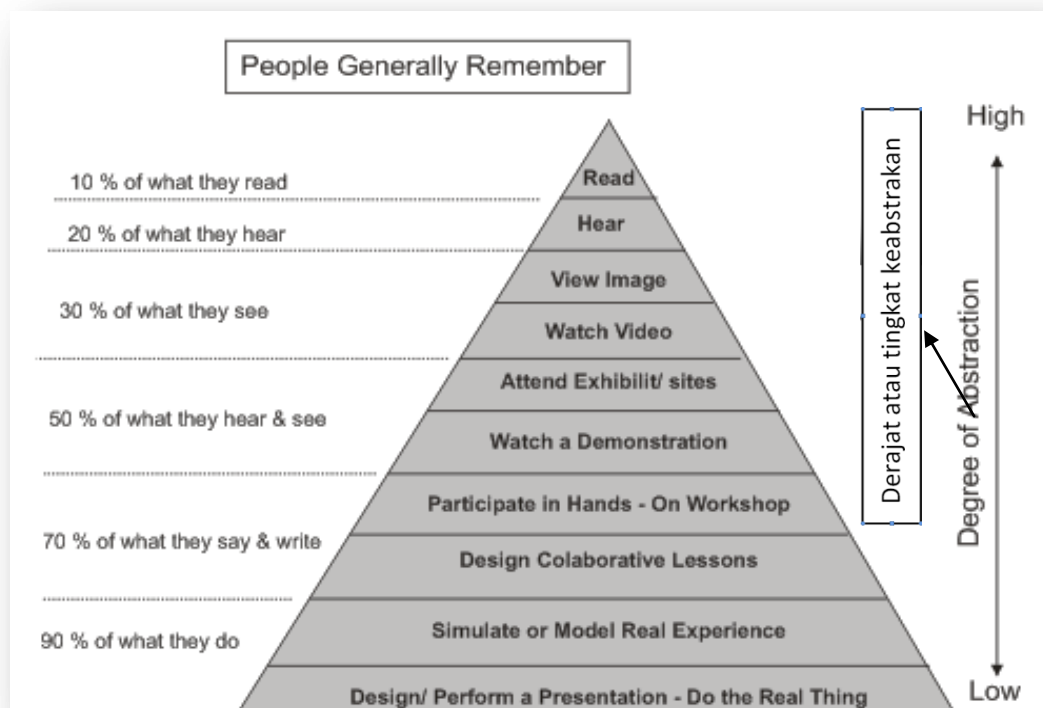 People Generally Remember
High
10 % of what they read
Read
20 % of what they hear
Hear
30 % of what they see
View Image
Watch Video
Attend Exhibilit/ sites
50 % of what they hear & see
Watch a Demonstration
Participate in Hands - On Workshop
70 % of what they say & write
Design Colaborative Lessons
90 % of what they do
Simulate or Model Real Experience
Design/ Perform a Presentation - Do the Real Thing
Derajat atau tingkat keabstrakan
Degree of Abstraction
Low